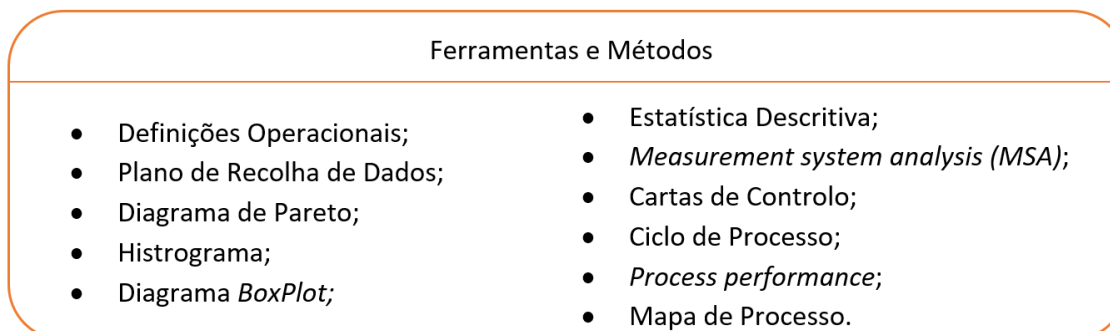 Ferramentas e Métodos
• Definições Operacionais;
• Plano de Recolha de Dados;
• Diagrama de Pareto;
• Histrograma;
• Diagrama BoxPlot;
• Estatística Descritiva;
• Measurement system analysis (MSA);
• Cartas de Controlo;
• Ciclo de Processo;
• Process performance;
• Mapa de Processo.